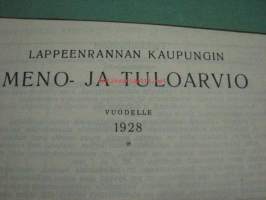 LAPPEENRANNAN KAUPUNGIN
MENO- JA TULOARVIO
VUODELLE
1928